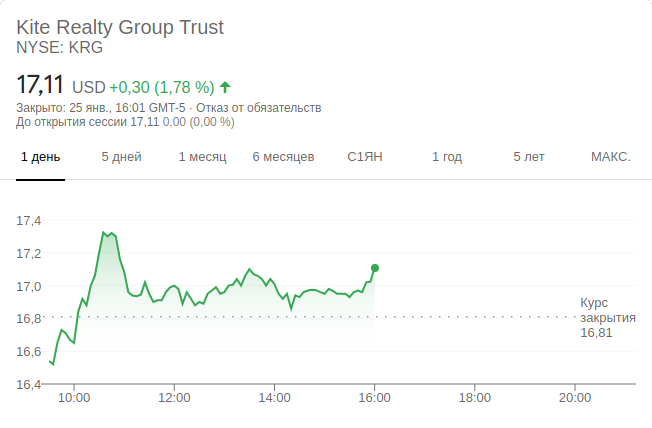 Kite Realty Group Trust
NYSE: KRG
17,11 USD +0,30 (1,78 %)
Закрыто: 25 янв., 16:01 GMT-5 · Отказ от обязательств
До открытия сессии 17,11 0,00 (0,00 %)
1 день 5 дней 1 месяц 6 месяцев С1ЯН 1 год 5 лет МАКС.
17,4
17,2
17,0
16,8
16,6
16,4
Курс
закрытия
16,81
10:00 12:00 14:00 16:00 18:00 20:00